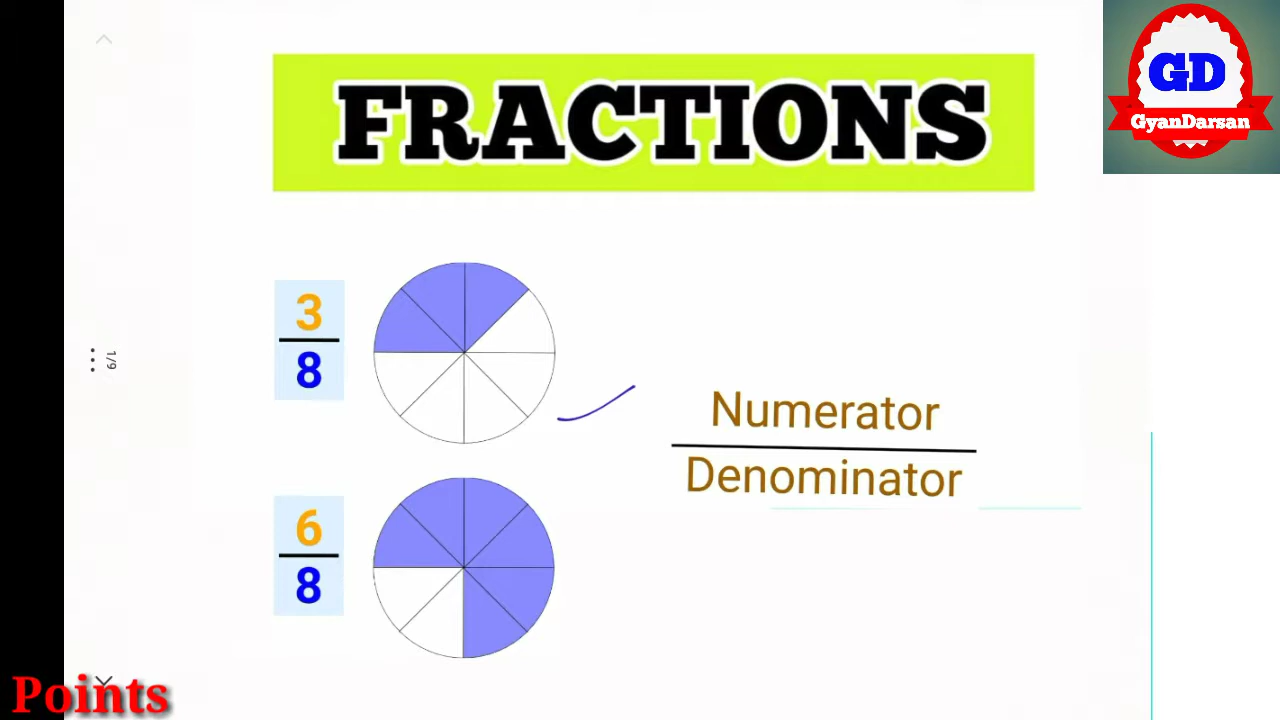 GD
GyanDarsan
FRACTIONS
3
8
Numerator
Denominator
6
8
1/9
Points